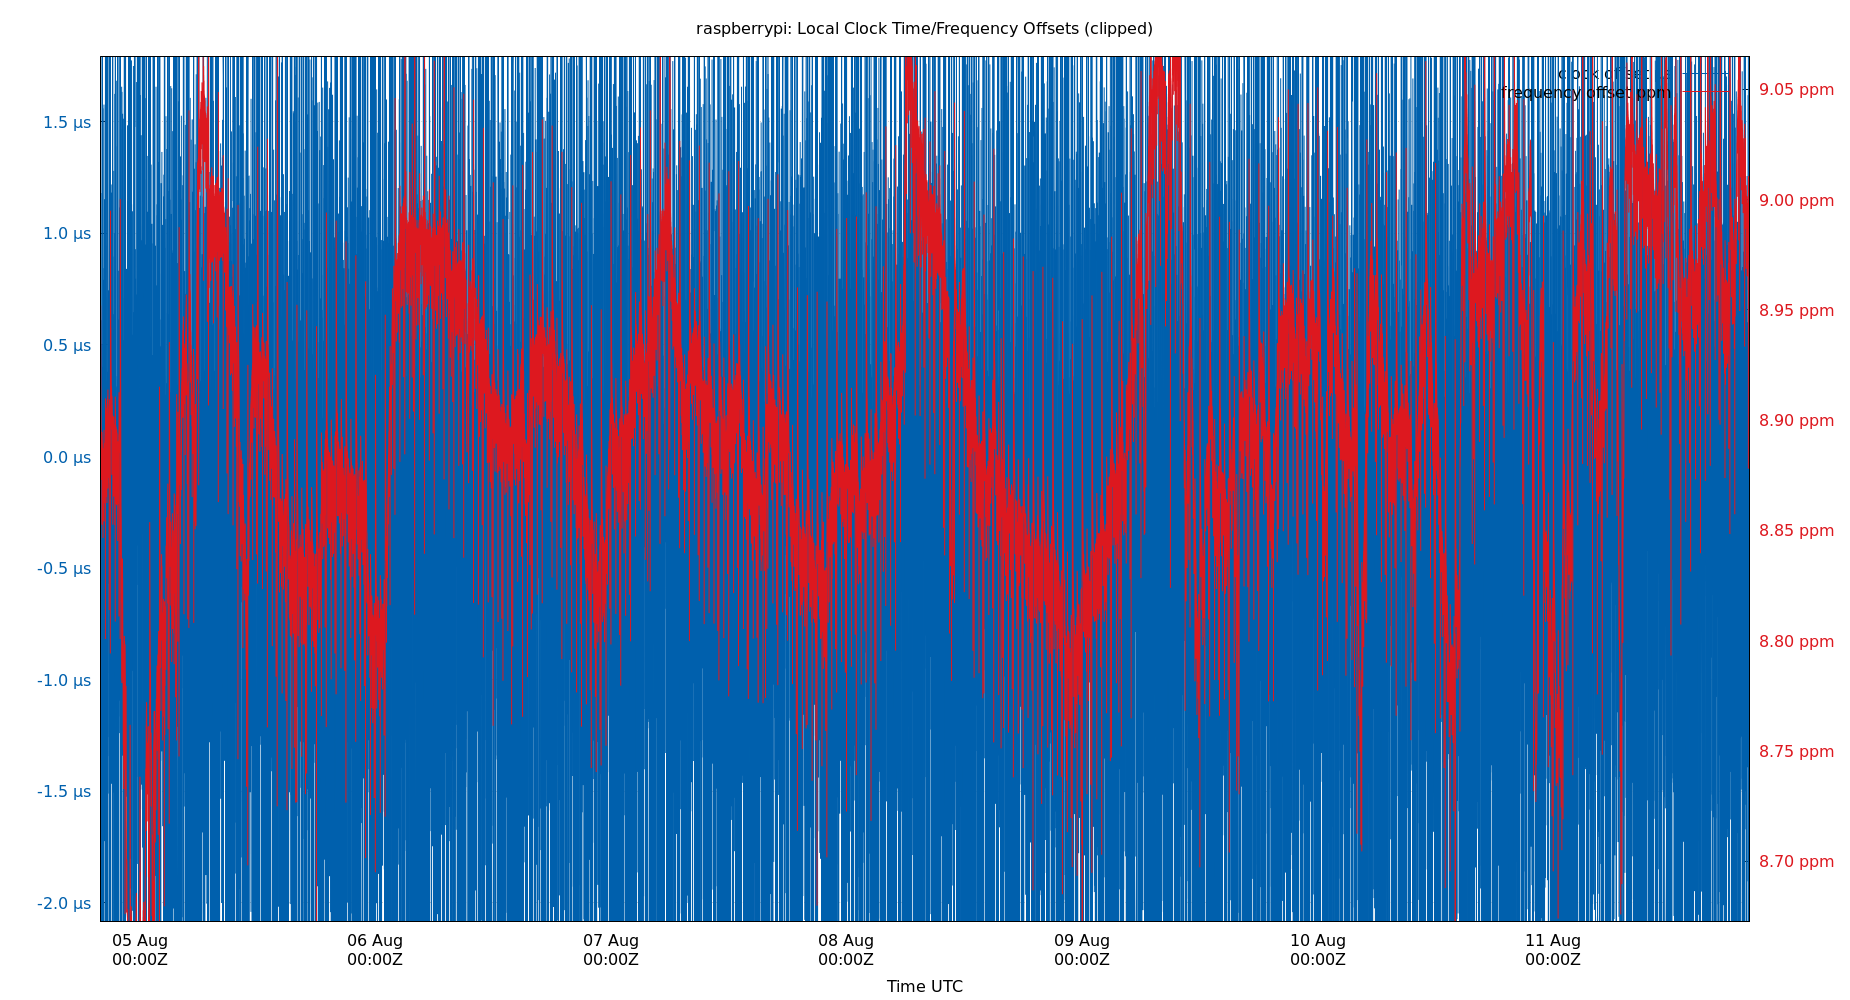 raspberrypi: Local Clock Time/Frequency Offsets (clipped)
clock offset
frequency offset ppm
1.5 µs
1.0 µs
0.5 µs
0.0 µs
-0.5 µs
-1.0 µs
-1.5 µs
-2.0 µs
9.05 ppm
9.00 ppm
8.95 ppm
8.90 ppm
8.85 ppm
8.80 ppm
8.75 ppm
8.70 ppm
05 Aug 06 Aug 07 Aug 08 Aug 09 Aug 10 Aug 11 Aug
00:00Z 00:00Z 00:00Z 00:00Z 00:00Z 00:00Z 00:00Z
Time UTC